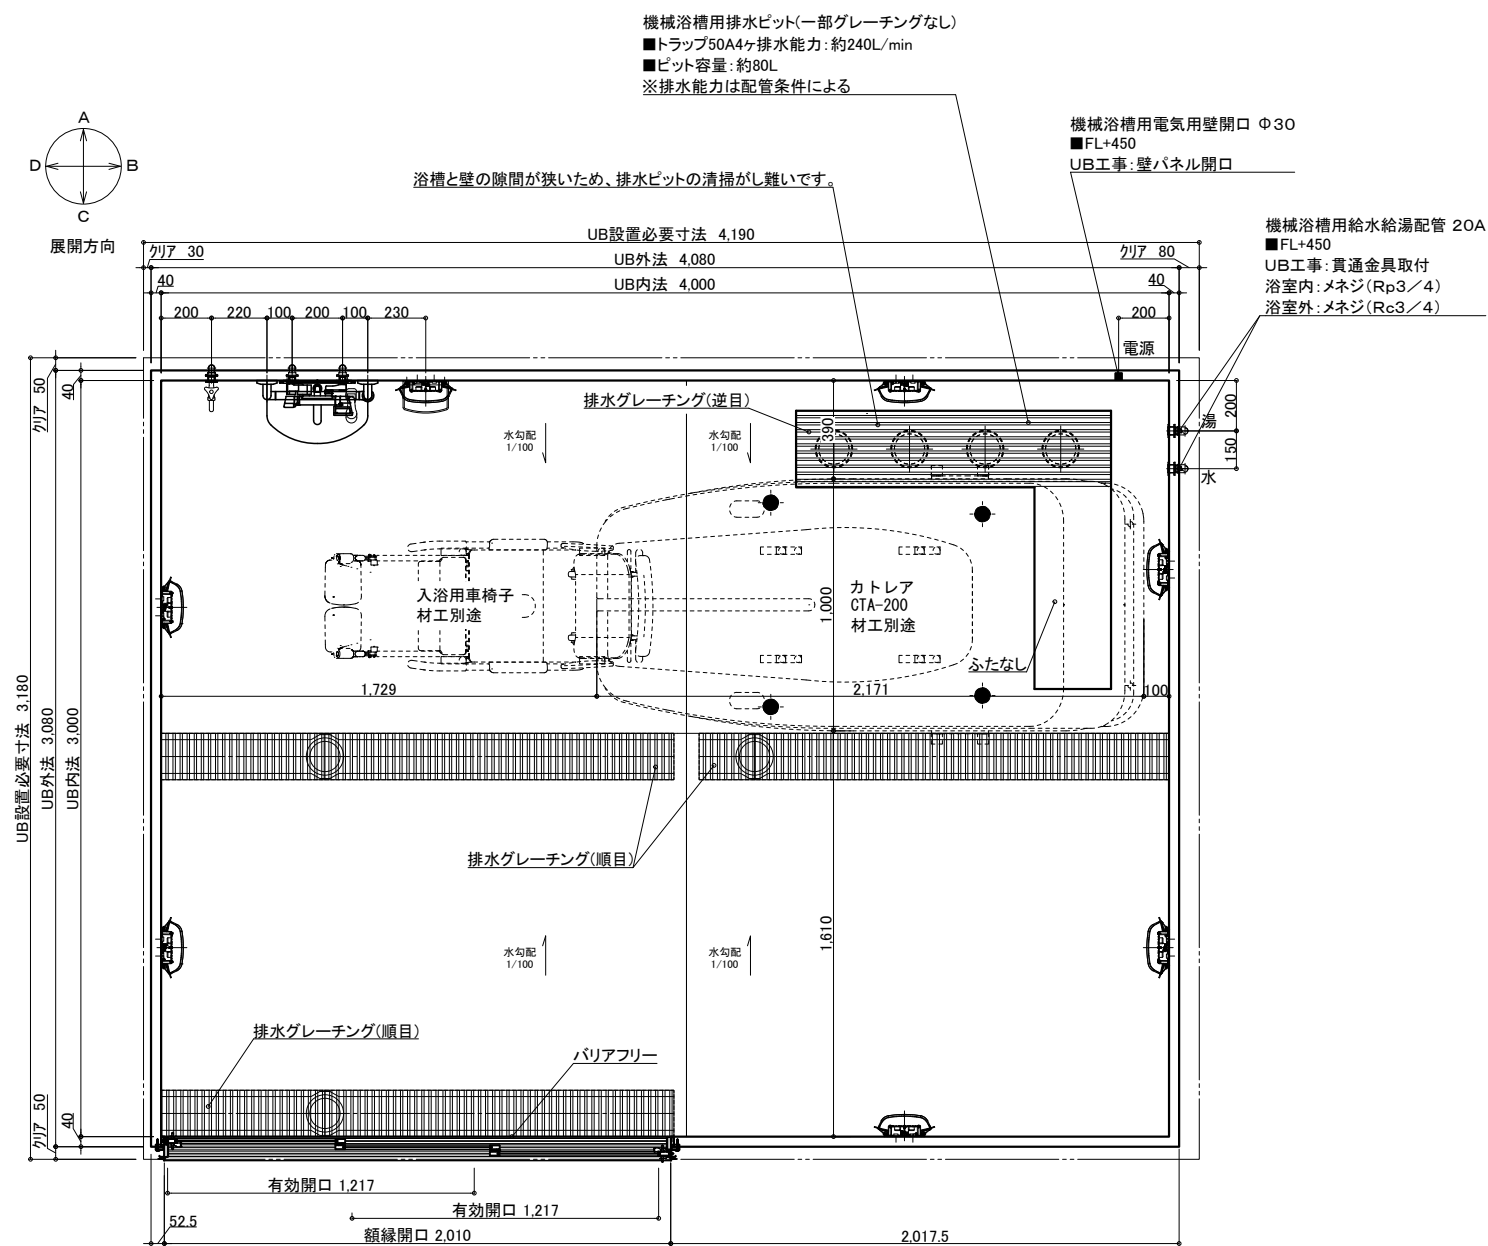 機械浴槽用排水ピット(一部グレーチングなし)
■トラップ50A4ヶ排水能力:約240L/min
■ピット容量:約80L
※排水能力は配管条件による
機械浴槽用電気用壁開口 Φ30
■FL+450
UB工事:壁パネル開口
A
D
B
C
展開方向
浴槽と壁の隙間が狭いため、排水ピットの清掃がし難いです。
機械浴槽用給水給湯配管 20A
■FL+450
UB工事:貫通金具取付
浴室内:メネジ(Rp3/4)
浴室外:メネジ(Rc3/4)
UB設置必要寸法 4,190
クリア 30
UB外法 4,080
クリア 80
40
UB内法 4,000
40
200
220
100
200
100
230
200
電源
クリア 50
40
排水グレーチング(逆目)
390
200
湯
150
水
水勾配
1/100
水勾配
1/100
入浴用車椅子
材工別途
カトレア
CTA-200
材工別途
1,000
ふたなし
1,729
2,171
100
UB設置必要寸法 3,180
UB外法 3,080
UB内法 3,000
排水グレーチング(順目)
1,610
水勾配
1/100
水勾配
1/100
排水グレーチング(順目)
バリアフリー
クリア 50
40
有効開口 1,217
有効開口 1,217
52.5
額縁開口 2,010
2,017.5